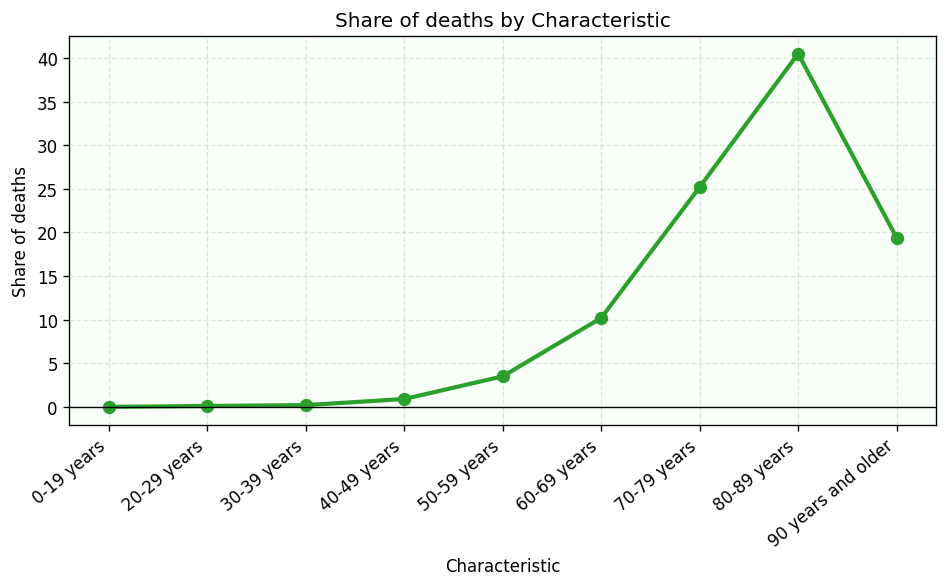 Share of deaths by Characteristic
Share of deaths
40
35
30
25
20
15
10
5
0
0-19 years
20-29 years
30-39 years
40-49 years
50-59 years
60-69 years
70-79 years
80-89 years
90 years and older
Characteristic